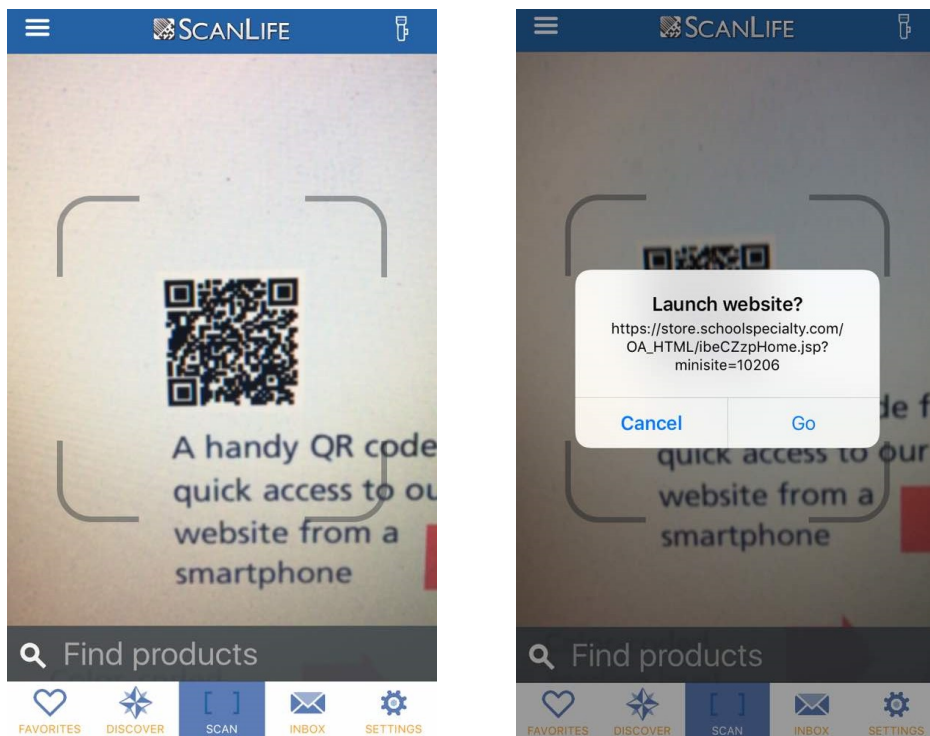 SCANLIFE
A handy QR code
quick access to ou
website from a
smartphone
Find products
FAVORITES
DISCOVER
SCAN
INBOX
SETTINGS
SCANLIFE
Launch website?
https://store.schoolspecialty.com/
OA_HTML/ibeCZzpHome.jsp?
minisite=10206
Cancel
Go
de f
quick access to our
website from a
smartphone
Find products
FAVORITES
DISCOVER
SCAN
INBOX
SETTINGS